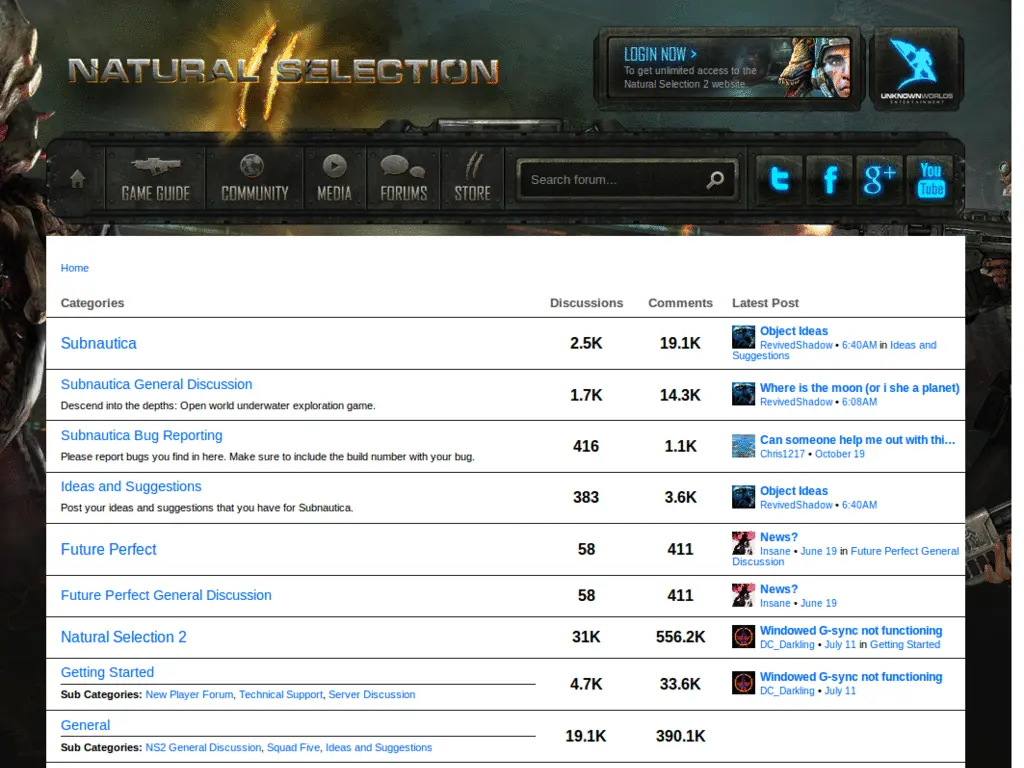 NATURAL SELECTION
LOGIN NOW >
To get unlimited access to the
Natural Selection 2 website
UNKNOWNWORLDS
ENTERTAINMENT
GAME GUIDE
COMMUNITY
MEDIA
FORUMS
STORE
Search forum...
g+
You
Tube
Home
Categories Discussions Comments Latest Post
Subnautica 2.5K 19.1K Object Ideas
RevivedShadow • 6:40AM in Ideas and
Suggestions
Subnautica General Discussion
Descend into the depths: Open world underwater exploration game.
1.7K 14.3K Where is the moon (or i she a planet)
RevivedShadow • 6:08AM
Subnautica Bug Reporting
Please report bugs you find in here. Make sure to include the build number with your bug.
416 1.1K Can someone help me out with thi…
Chris1217 • October 19
Ideas and Suggestions
Post your ideas and suggestions that you have for Subnautica.
383 3.6K Object Ideas
RevivedShadow • 6:40AM
Future Perfect 58 411 News?
Insane • June 19 in Future Perfect General
Discussion
Future Perfect General Discussion 58 411 News?
Insane • June 19
Natural Selection 2 31K 556.2K Windowed G-sync not functioning
DC_Darkling • July 11 in Getting Started
Getting Started
Sub Categories: New Player Forum, Technical Support, Server Discussion
4.7K 33.6K Windowed G-sync not functioning
DC_Darkling • July 11
General
Sub Categories: NS2 General Discussion, Squad Five, Ideas and Suggestions
19.1K 390.1K